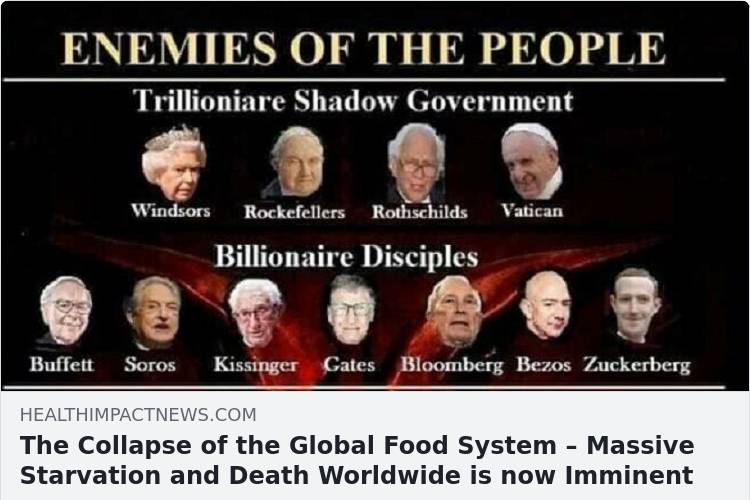 ENEMIES OF THE PEOPLE
Trillioniare Shadow Government
Windsors Rockefellers Rothschilds Vatican
Billionaire Disciples
Buffett Soros Kissinger Gates Bloomberg Bezos Zuckerberg
HEALTHIMPACTNEWS.COM
The Collapse of the Global Food System – Massive
Starvation and Death Worldwide is now Imminent